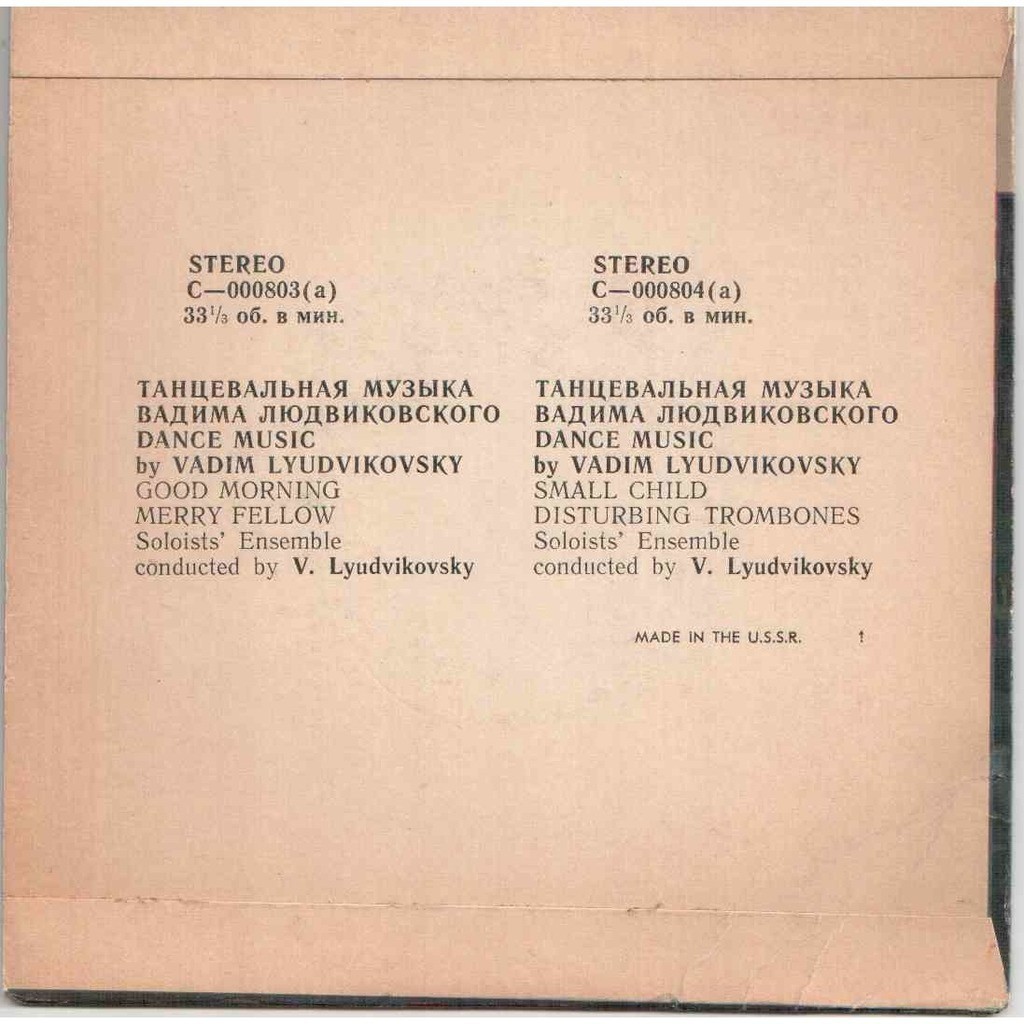 STEREO
С—000803(а)
33⅓ об. в мин.
ТАНЦЕВАЛЬНАЯ МУЗЫКА
ВАДИМА ЛЮДВИКОВСКОГО
DANCE MUSIC
by VADIM LYUDVIKOVSKY
GOOD MORNING
MERRY FELLOW
Soloists' Ensemble
conducted by V. Lyudvikovsky
STEREO
С—000804(а)
33⅓ об. в мин.
ТАНЦЕВАЛЬНАЯ МУЗЫКА
ВАДИМА ЛЮДВИКОВСКОГО
DANCE MUSIC
by VADIM LYUDVIKOVSKY
SMALL CHILD
DISTURBING TROMBONES
Soloists' Ensemble
conducted by V. Lyudvikovsky
MADE IN THE U.S.S.R.